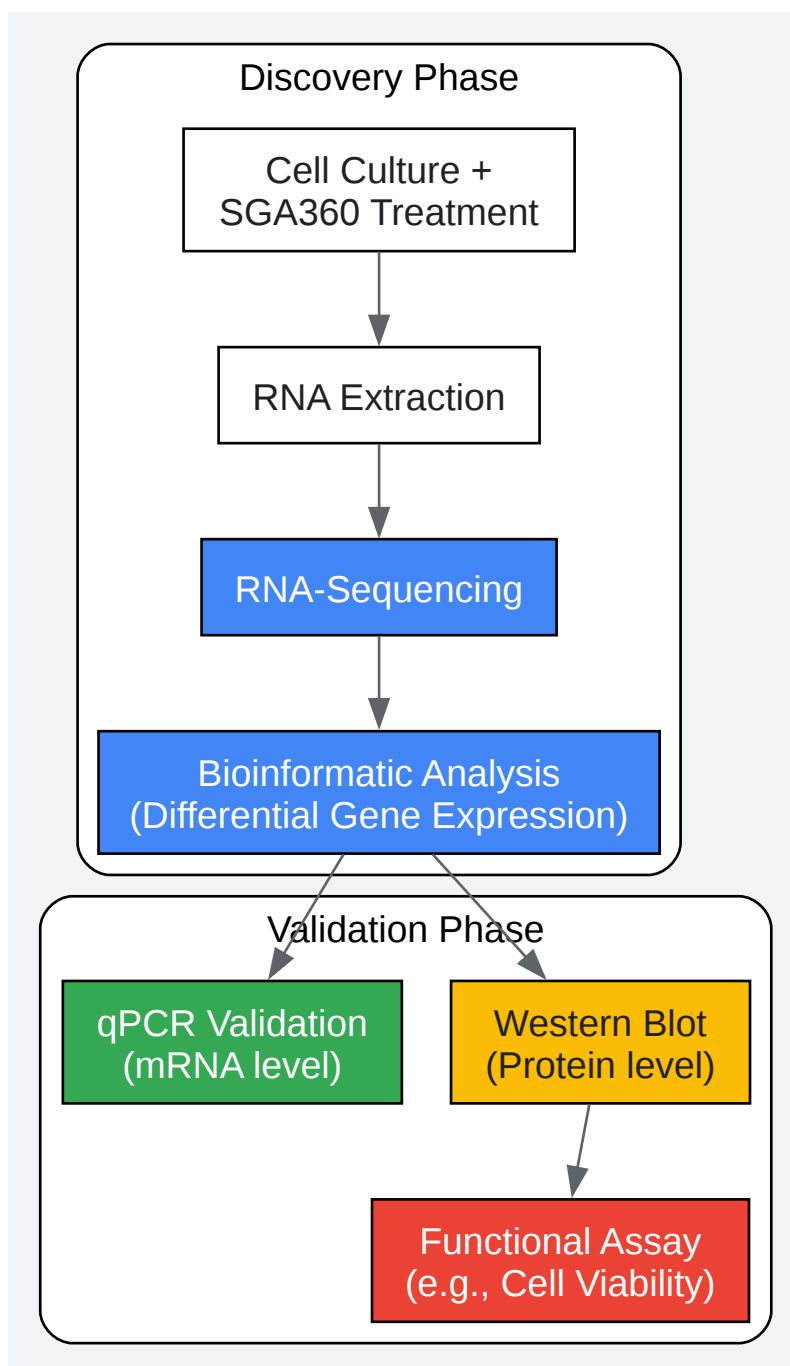 Discovery Phase
Cell Culture +
SGA360 Treatment
RNA Extraction
RNA-Sequencing
Bioinformatic Analysis
(Differential Gene Expression)
Validation Phase
qPCR Validation
(mRNA level)
Western Blot
(Protein level)
Functional Assay
(e.g., Cell Viability)